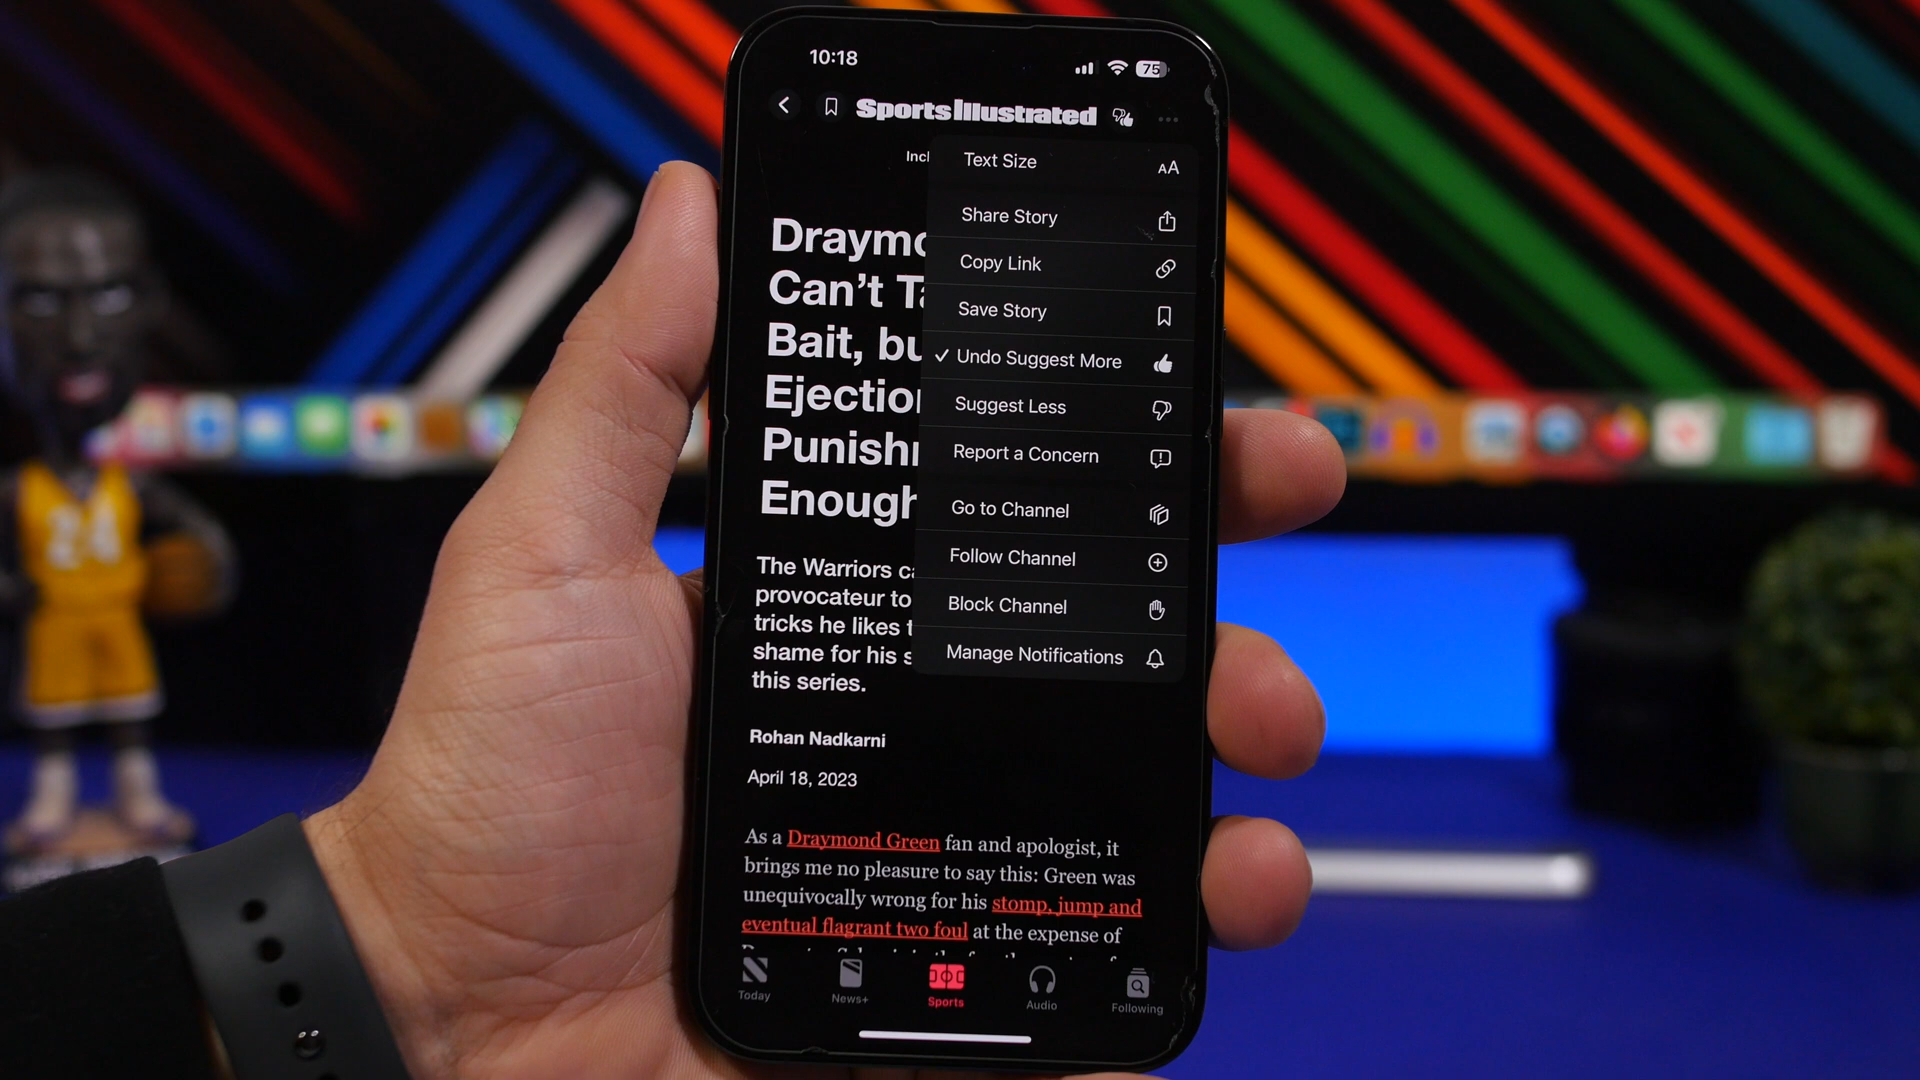 10:18
75
Sports Illustrated
Incl
Text Size
AA
Share Story
Copy Link
Save Story
Undo Suggest More
Suggest Less
Report a Concern
Go to Channel
Follow Channel
Block Channel
Manage Notifications
Draymo
Can't Ta
Bait, bu
Ejection
Punishm
Enough
The Warriors ca
provocateur to
tricks he likes t
shame for his s
this series.
Rohan Nadkarni
April 18, 2023
As a Draymond Green fan and apologist, it
brings me no pleasure to say this: Green was
unequivocally wrong for his stomp, jump and
eventual flagrant two foul at the expense of
Today
News+
Sports
Audio
Following
24